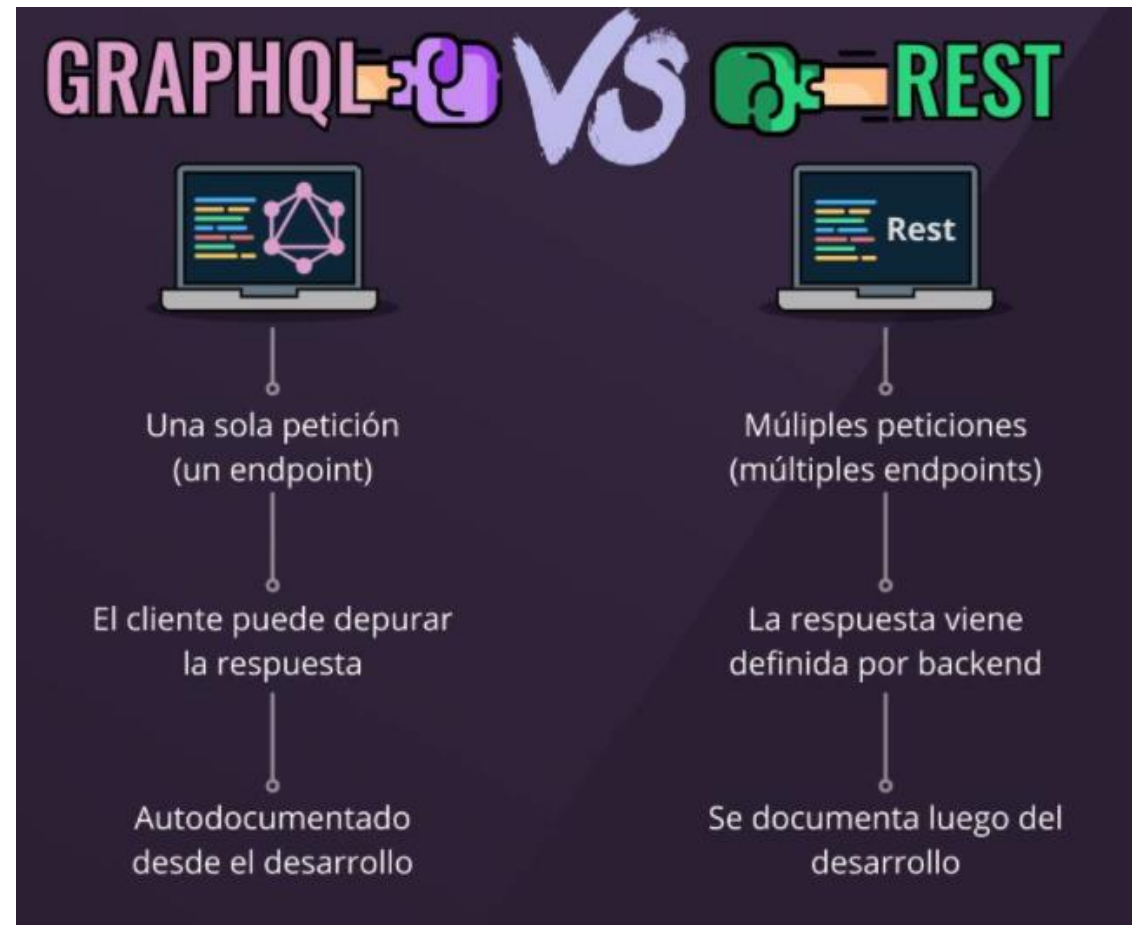 GRAPHQL VS REST
Rest
Una sola petición
(un endpoint)
El cliente puede depurar
la respuesta
Autodocumentado
desde el desarrollo
Múliples peticiones
(múltiples endpoints)
La respuesta viene
definida por backend
Se documenta luego del
desarrollo